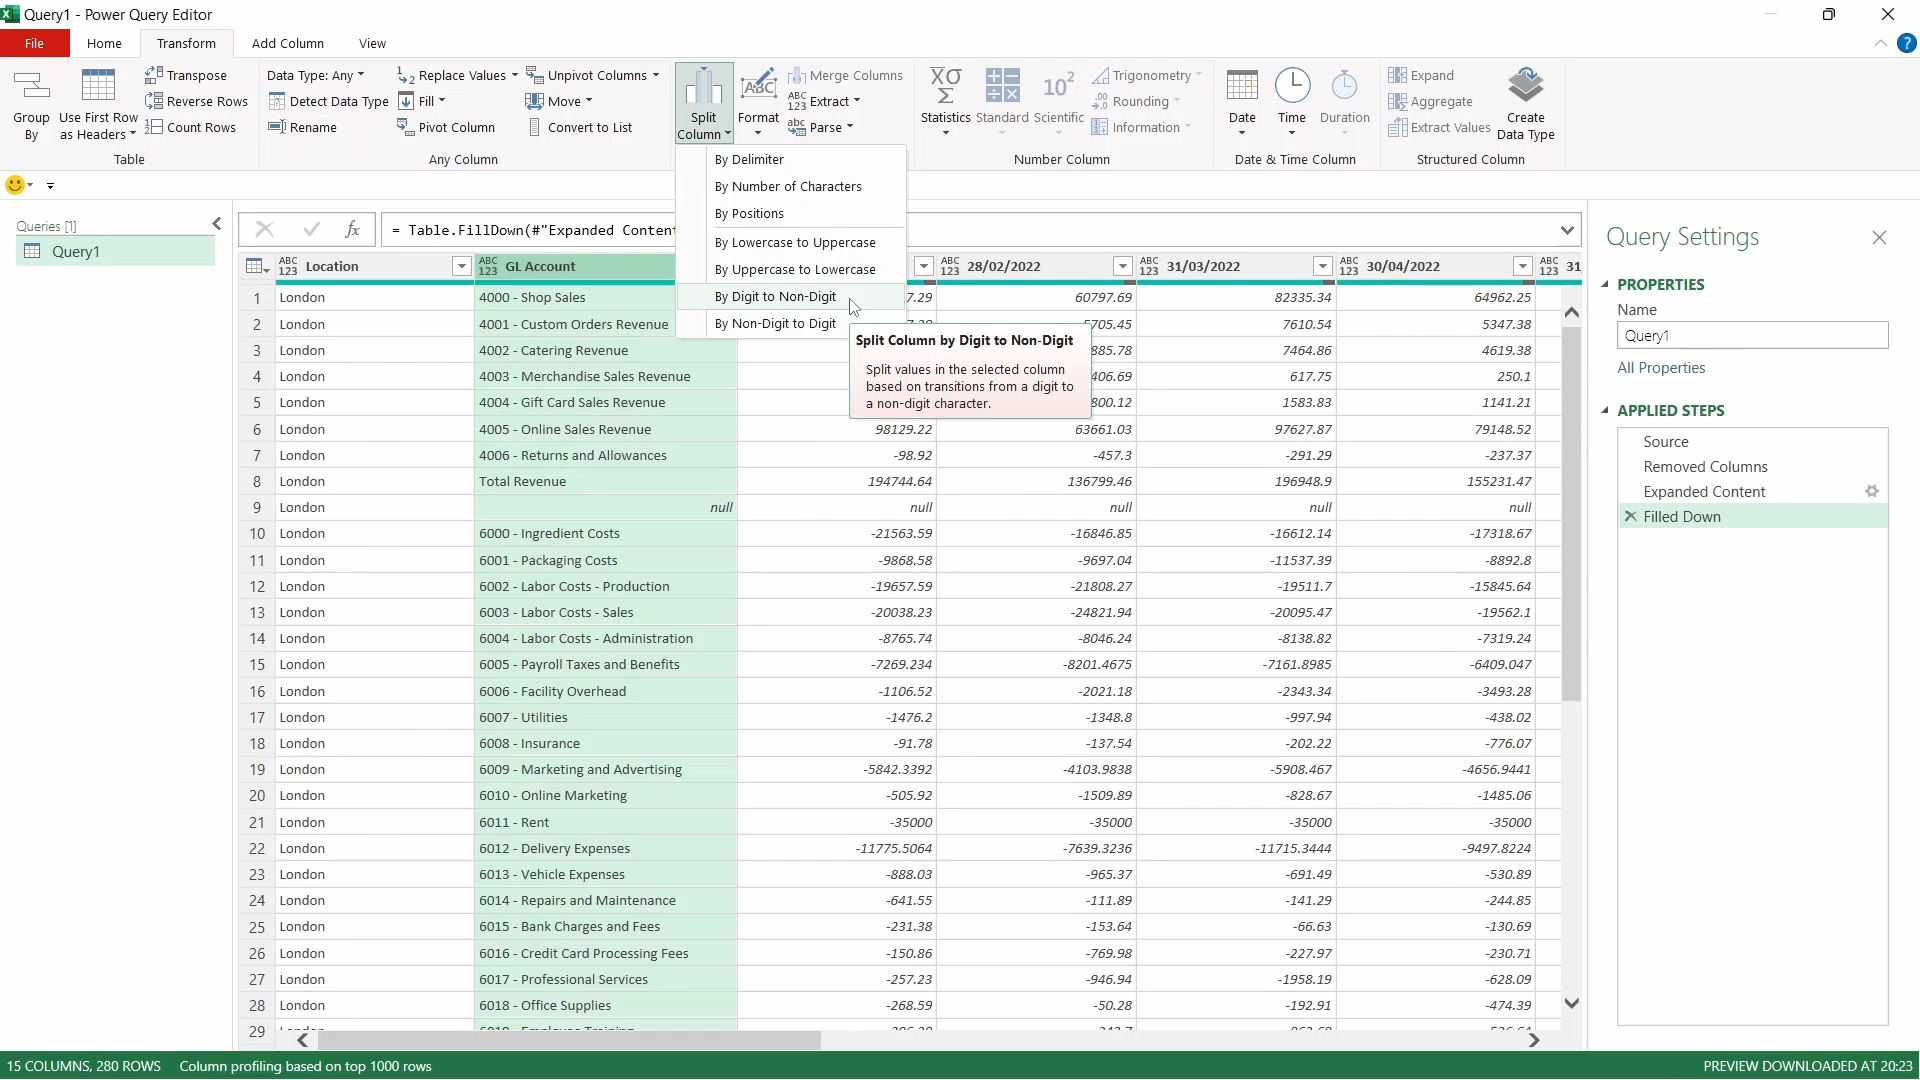 Query1 - Power Query Editor
File Home Transform Add Column View
Group By
Use First Row as Headers
Transpose
Reverse Rows
Count Rows
Table
Data Type: Any
Detect Data Type
Rename
Replace Values
Fill
Pivot Column
Unpivot Columns
Move
Convert to List
Any Column
Split Column
Format
Merge Columns
Extract
Parse
Statistics
Standard
Scientific
Trigonometry
Rounding
Information
Number Column
Date
Time
Duration
Date & Time Column
Expand
Aggregate
Extract Values
Create Data Type
Structured Column
By Delimiter
By Number of Characters
By Positions
By Lowercase to Uppercase
By Uppercase to Lowercase
By Digit to Non-Digit
By Non-Digit to Digit
Split Column by Digit to Non-Digit
Split values in the selected column
based on transitions from a digit to
a non-digit character.
Queries [1]
Query1
fx = Table.FillDown(#"Expanded Content
Location GL Account 28/02/2022 31/03/2022 30/04/2022 31
1 London 4000 - Shop Sales 7.29 60797.69 82335.34 64962.25
2 London 4001 - Custom Orders Revenue 5705.45 7610.54 5347.38
3 London 4002 - Catering Revenue 885.78 7464.86 4619.38
4 London 4003 - Merchandise Sales Revenue 406.69 617.75 250.1
5 London 4004 - Gift Card Sales Revenue 800.12 1583.83 1141.21
6 London 4005 - Online Sales Revenue 98129.22 63661.03 97627.87 79148.52
7 London 4006 - Returns and Allowances -98.92 -457.3 -291.29 -237.37
8 London Total Revenue 194744.64 136799.46 196948.9 155231.47
9 London null null null null null
10 London 6000 - Ingredient Costs -21563.59 -16846.85 -16612.14 -17318.67
11 London 6001 - Packaging Costs -9868.58 -9697.04 -11537.39 -8892.8
12 London 6002 - Labor Costs - Production -19657.59 -21808.27 -19511.7 -15845.64
13 London 6003 - Labor Costs - Sales -20038.23 -24821.94 -20095.47 -19562.1
14 London 6004 - Labor Costs - Administration -8765.74 -8046.24 -8138.82 -7319.24
15 London 6005 - Payroll Taxes and Benefits -7269.234 -8201.4675 -7161.8985 -6409.047
16 London 6006 - Facility Overhead -1106.52 -2021.18 -2343.34 -3493.28
17 London 6007 - Utilities -1476.2 -1348.8 -997.94 -438.02
18 London 6008 - Insurance -91.78 -137.54 -202.22 -776.07
19 London 6009 - Marketing and Advertising -5842.3392 -4103.9838 -5908.467 -4656.9441
20 London 6010 - Online Marketing -505.92 -1509.89 -828.67 -1485.06
21 London 6011 - Rent -35000 -35000 -35000 -35000
22 London 6012 - Delivery Expenses -11775.5064 -7639.3236 -11715.3444 -9497.8224
23 London 6013 - Vehicle Expenses -888.03 -965.37 -691.49 -530.89
24 London 6014 - Repairs and Maintenance -641.55 -111.89 -141.29 -244.85
25 London 6015 - Bank Charges and Fees -231.38 -153.64 -66.63 -130.69
26 London 6016 - Credit Card Processing Fees -150.86 -769.98 -227.97 -230.71
27 London 6017 - Professional Services -257.23 -946.94 -1958.19 -628.09
28 London 6018 - Office Supplies -268.59 -50.28 -192.91 -474.39
29
Query Settings
PROPERTIES
Name
Query1
All Properties
APPLIED STEPS
Source
Removed Columns
Expanded Content
Filled Down
15 COLUMNS, 280 ROWS Column profiling based on top 1000 rows PREVIEW DOWNLOADED AT 20:23